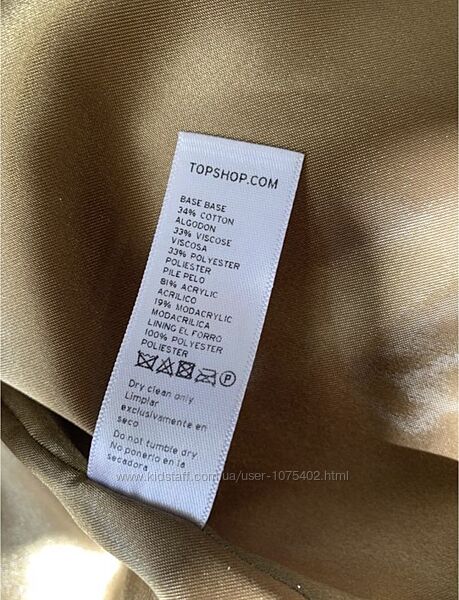 TOPSHOP.COM
BASE BASE
34% COTTON
ALGODON
33% VISCOSE
VISCOSA
33% POLYESTER
POLIESTER
PILE PELO
81% ACRYLIC
ACRILICO
19% MODACRYLIC
MODACRILICA
LINING EL FORRO
100% POLYESTER
POLIESTER
P
Dry clean only
Limpiar
exclusivamente en
seco
Do not tumble dry
No ponerlo en la
secadora
www.kidstaff.com.ua/user-1075402.html